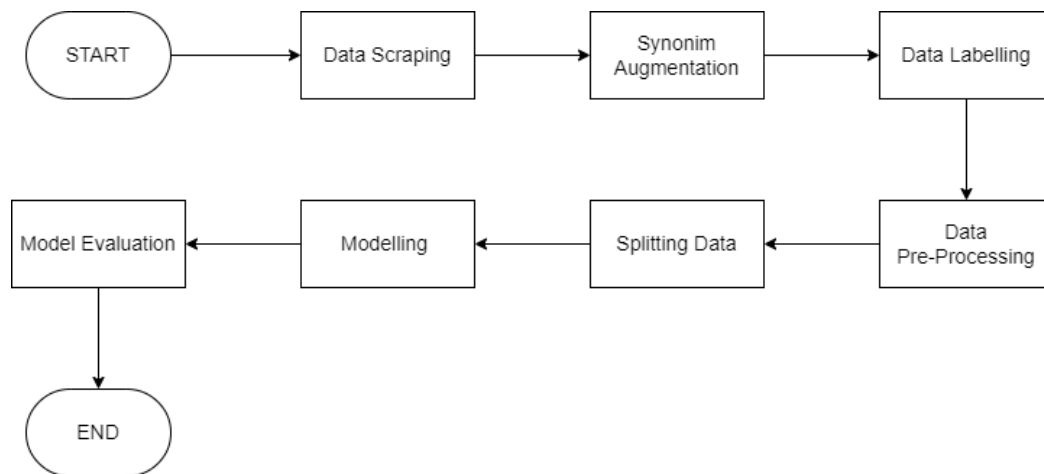 START
Data Scraping
Synonim
Augmentation
Data Labelling
Data
Pre-Processing
Splitting Data
Modelling
Model Evaluation
END